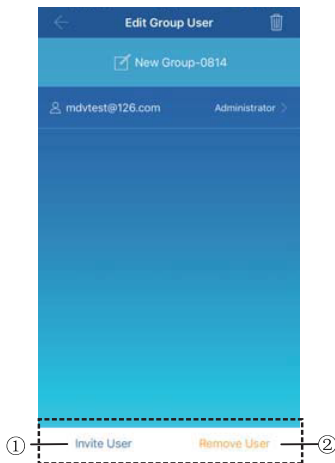 Edit Group User
New Group-0814
mdvtest@126.com Administrator >
① Invite User Remove User ②